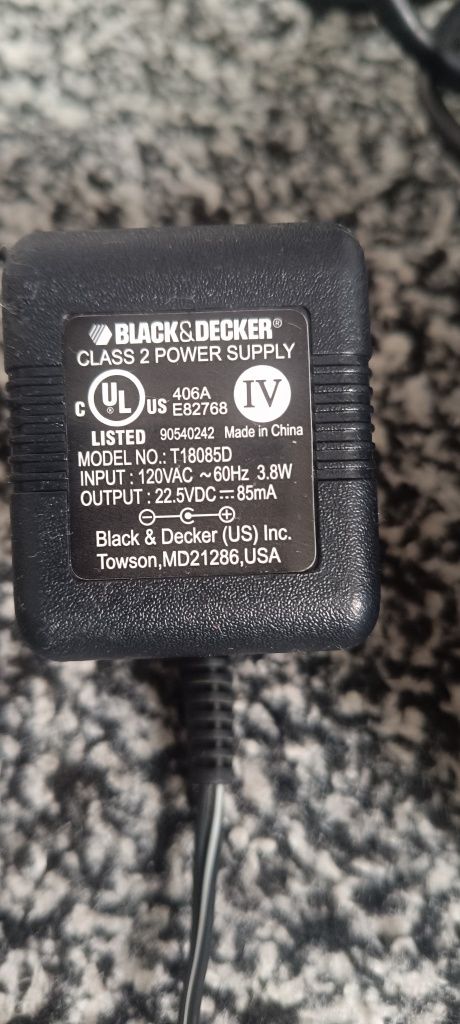 BLACK&DECKER®
CLASS 2 POWER SUPPLY
C UL® US 406A E82768 IV
LISTED 90540242 Made in China
MODEL NO.: T18085D
INPUT : 120VAC ~60Hz 3.8W
OUTPUT : 22.5VDC ⎓ 85mA
Black & Decker (US) Inc.
Towson,MD21286,USA